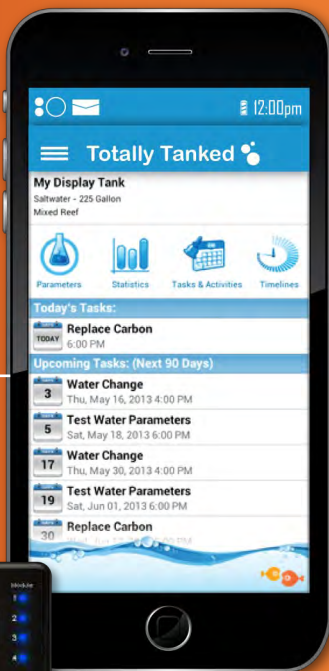 12:00pm
Totally Tanked
My Display Tank
Saltwater - 225 Gallon
Mixed Reef
Parameters Statistics Tasks & Activities Timelines
Today's Tasks:
TODAY Replace Carbon
6:00 PM
Upcoming Tasks: (Next 90 Days)
3 Water Change
Thu, May 16, 2013 4:00 PM
5 Test Water Parameters
Sat, May 18, 2013 6:00 PM
17 Water Change
Thu, May 30, 2013 4:00 PM
19 Test Water Parameters
Sat, Jun 01, 2013 6:00 PM
30 Replace Carbon
1
2
3
4